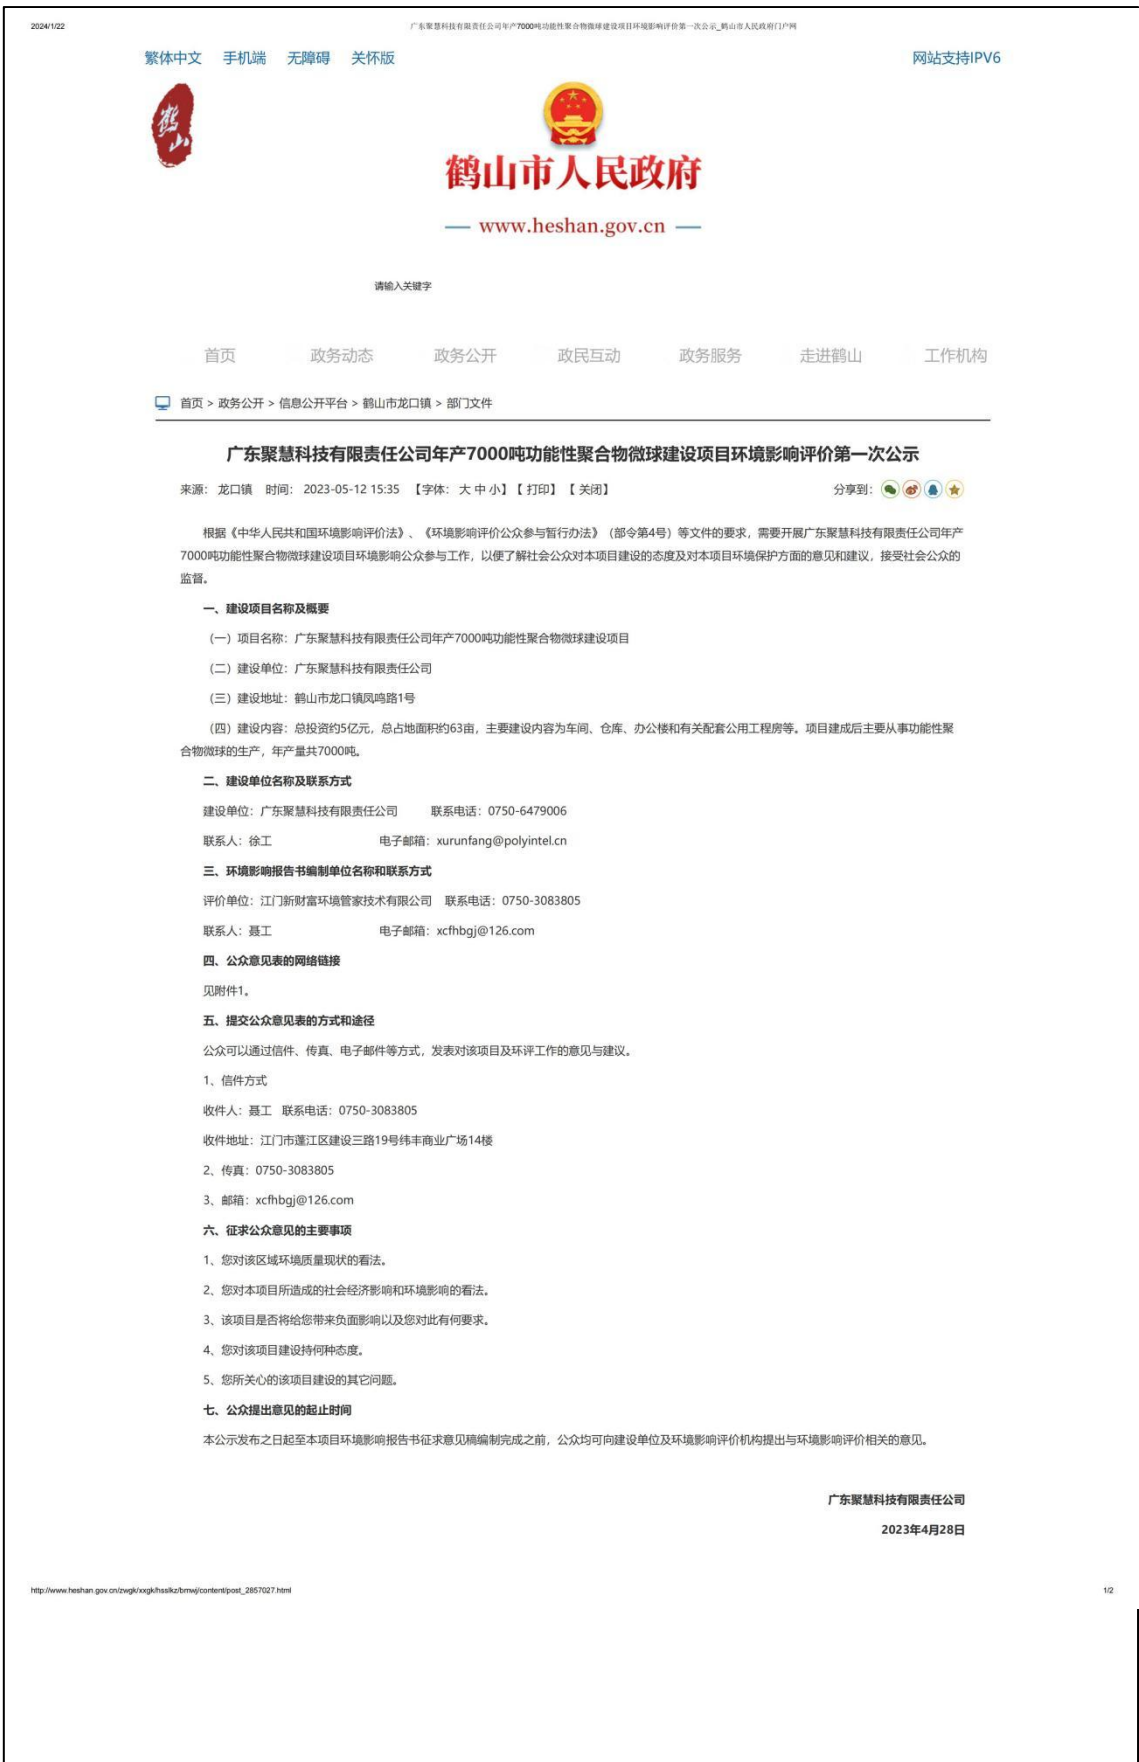 2024/1/22
广东聚慧科技有限责任公司年产7000吨功能性聚合物微球建设项目环境影响评价第一次公示_鹤山市人民政府门户网
繁体中文 手机端 无障碍 关怀版 网站支持IPV6
鹤山
鹤山市人民政府
— www.heshan.gov.cn —
请输入关键字
首页 政务动态 政务公开 政民互动 政务服务 走进鹤山 工作机构
首页 > 政务公开 > 信息公开平台 > 鹤山市龙口镇 > 部门文件
广东聚慧科技有限责任公司年产7000吨功能性聚合物微球建设项目环境影响评价第一次公示
来源: 龙口镇 时间: 2023-05-12 15:35 【字体: 大 中 小】【 打印】【 关闭】 分享到:
根据《中华人民共和国环境影响评价法》、《环境影响评价公众参与暂行办法》(部令第4号)等文件的要求,需要开展广东聚慧科技有限责任公司年产
7000吨功能性聚合物微球建设项目环境影响公众参与工作,以便了解社会公众对本项目建设的态度及对本项目环境保护方面的意见和建议,接受社会公众的
监督。
一、建设项目名称及概要
(一)项目名称:广东聚慧科技有限责任公司年产7000吨功能性聚合物微球建设项目
(二)建设单位:广东聚慧科技有限责任公司
(三)建设地址:鹤山市龙口镇凤鸣路1号
(四)建设内容:总投资约5亿元,总占地面积约63亩,主要建设内容为车间、仓库、办公楼和有关配套公用工程房等。项目建成后主要从事功能性聚
合物微球的生产,年产量共7000吨。
二、建设单位名称及联系方式
建设单位:广东聚慧科技有限责任公司 联系电话:0750-6479006
联系人:徐工 电子邮箱:xurunfang@polyintel.cn
三、环境影响报告书编制单位名称和联系方式
评价单位:江门新财富环境管家技术有限公司 联系电话:0750-3083805
联系人:聂工 电子邮箱:xcfhbgj@126.com
四、公众意见表的网络链接
见附件1。
五、提交公众意见表的方式和途径
公众可以通过信件、传真、电子邮件等方式,发表对该项目及环评工作的意见与建议。
1、信件方式
收件人:聂工 联系电话:0750-3083805
收件地址:江门市蓬江区建设三路19号纬丰商业广场14楼
2、传真:0750-3083805
3、邮箱:xcfhbgj@126.com
六、征求公众意见的主要事项
1、您对该区域环境质量现状的看法。
2、您对本项目所造成的社会经济影响和环境影响的看法。
3、该项目是否将给您带来负面影响以及您对此有何要求。
4、您对该项目建设持何种态度。
5、您所关心的该项目建设的其它问题。
七、公众提出意见的起止时间
本公示发布之日起至本项目环境影响报告书征求意见稿编制完成之前,公众均可向建设单位及环境影响评价机构提出与环境影响评价相关的意见。
广东聚慧科技有限责任公司
2023年4月28日
http://www.heshan.gov.cn/zwgk/xxgk/hsslkz/bmwj/content/post_2857027.html
1/2